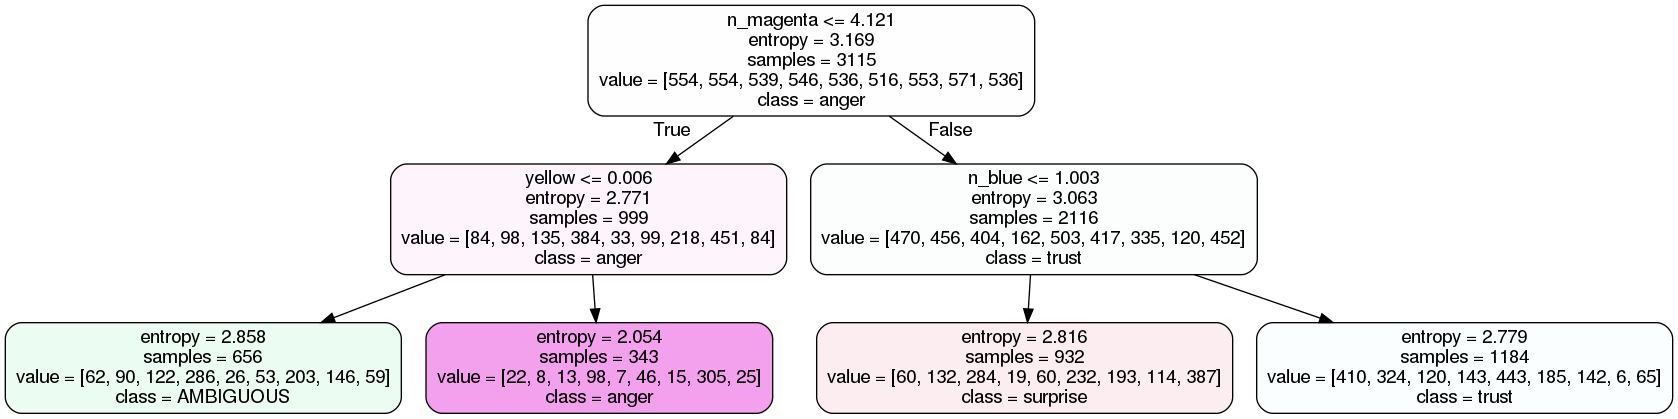 n_magenta <= 4.121
entropy = 3.169
samples = 3115
value = [554, 554, 539, 546, 536, 516, 553, 571, 536]
class = anger
True
False
yellow <= 0.006
entropy = 2.771
samples = 999
value = [84, 98, 135, 384, 33, 99, 218, 451, 84]
class = anger
n_blue <= 1.003
entropy = 3.063
samples = 2116
value = [470, 456, 404, 162, 503, 417, 335, 120, 452]
class = trust
entropy = 2.858
samples = 656
value = [62, 90, 122, 286, 26, 53, 203, 146, 59]
class = AMBIGUOUS
entropy = 2.054
samples = 343
value = [22, 8, 13, 98, 7, 46, 15, 305, 25]
class = anger
entropy = 2.816
samples = 932
value = [60, 132, 284, 19, 60, 232, 193, 114, 387]
class = surprise
entropy = 2.779
samples = 1184
value = [410, 324, 120, 143, 443, 185, 142, 6, 65]
class = trust